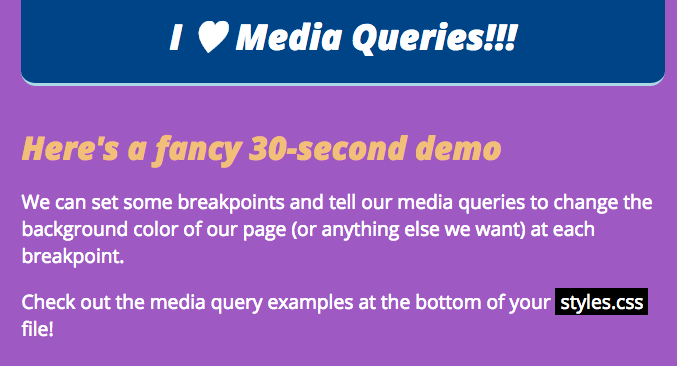 I ♥ Media Queries!!!
Here's a fancy 30-second demo
We can set some breakpoints and tell our media queries to change the
background color of our page (or anything else we want) at each
breakpoint.
Check out the media query examples at the bottom of your styles.css
file!